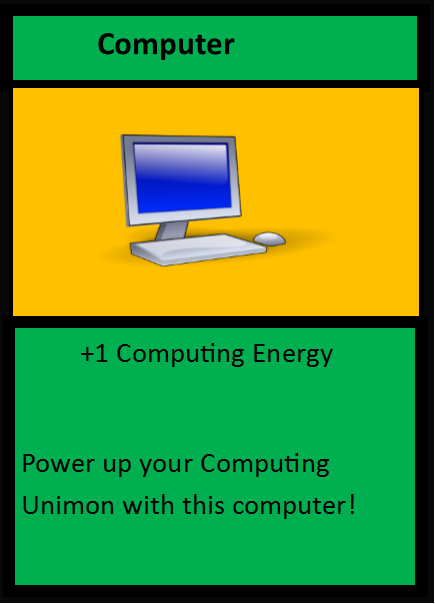 Computer
+1 Computing Energy
Power up your Computing
Unimon with this computer!